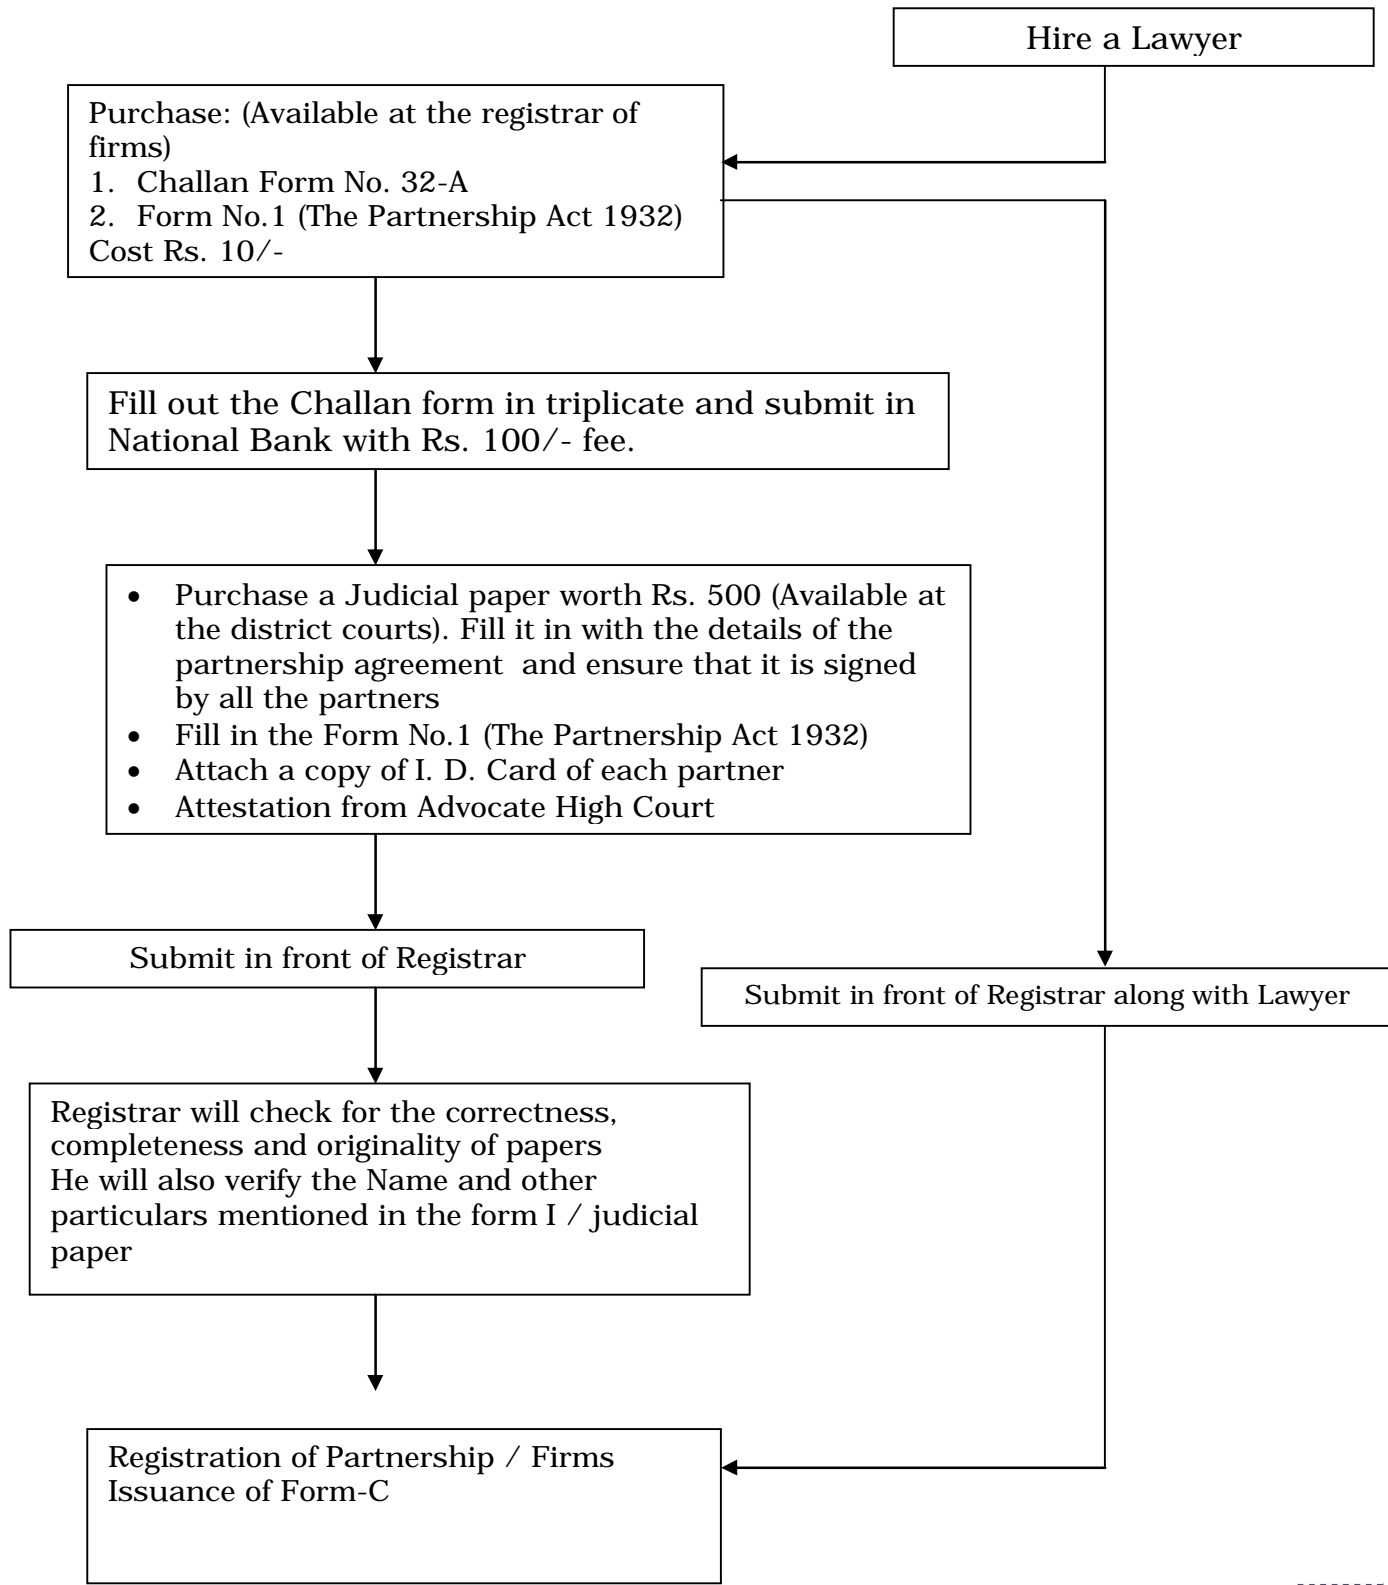 Hire a Lawyer
Purchase: (Available at the registrar of
firms)
1. Challan Form No. 32-A
2. Form No.1 (The Partnership Act 1932)
Cost Rs. 10/-
Fill out the Challan form in triplicate and submit in
National Bank with Rs. 100/- fee.
• Purchase a Judicial paper worth Rs. 500 (Available at
the district courts). Fill it in with the details of the
partnership agreement and ensure that it is signed
by all the partners
• Fill in the Form No.1 (The Partnership Act 1932)
• Attach a copy of I. D. Card of each partner
• Attestation from Advocate High Court
Submit in front of Registrar
Submit in front of Registrar along with Lawyer
Registrar will check for the correctness,
completeness and originality of papers
He will also verify the Name and other
particulars mentioned in the form I / judicial
paper
Registration of Partnership / Firms
Issuance of Form-C